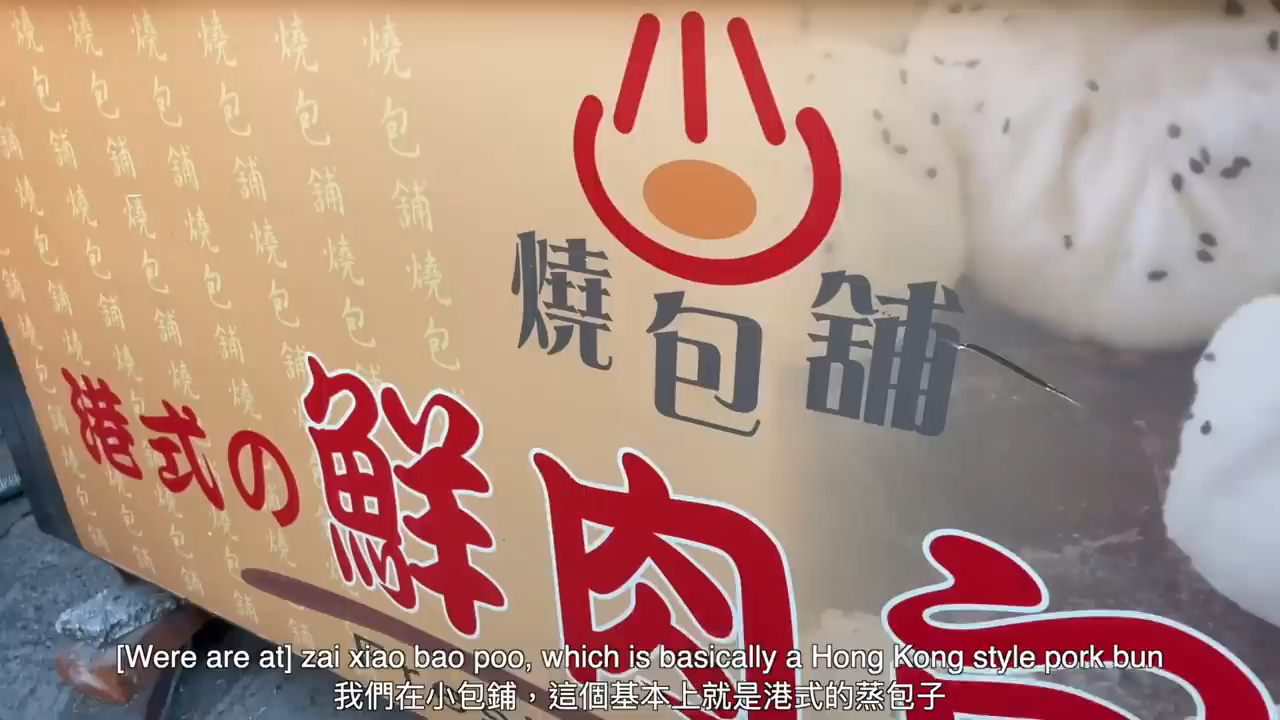 燒包舖
港式の鮮肉包
[Were are at] zai xiao bao poo, which is basically a Hong Kong style pork bun
我們在小包鋪，這個基本上就是港式的蒸包子